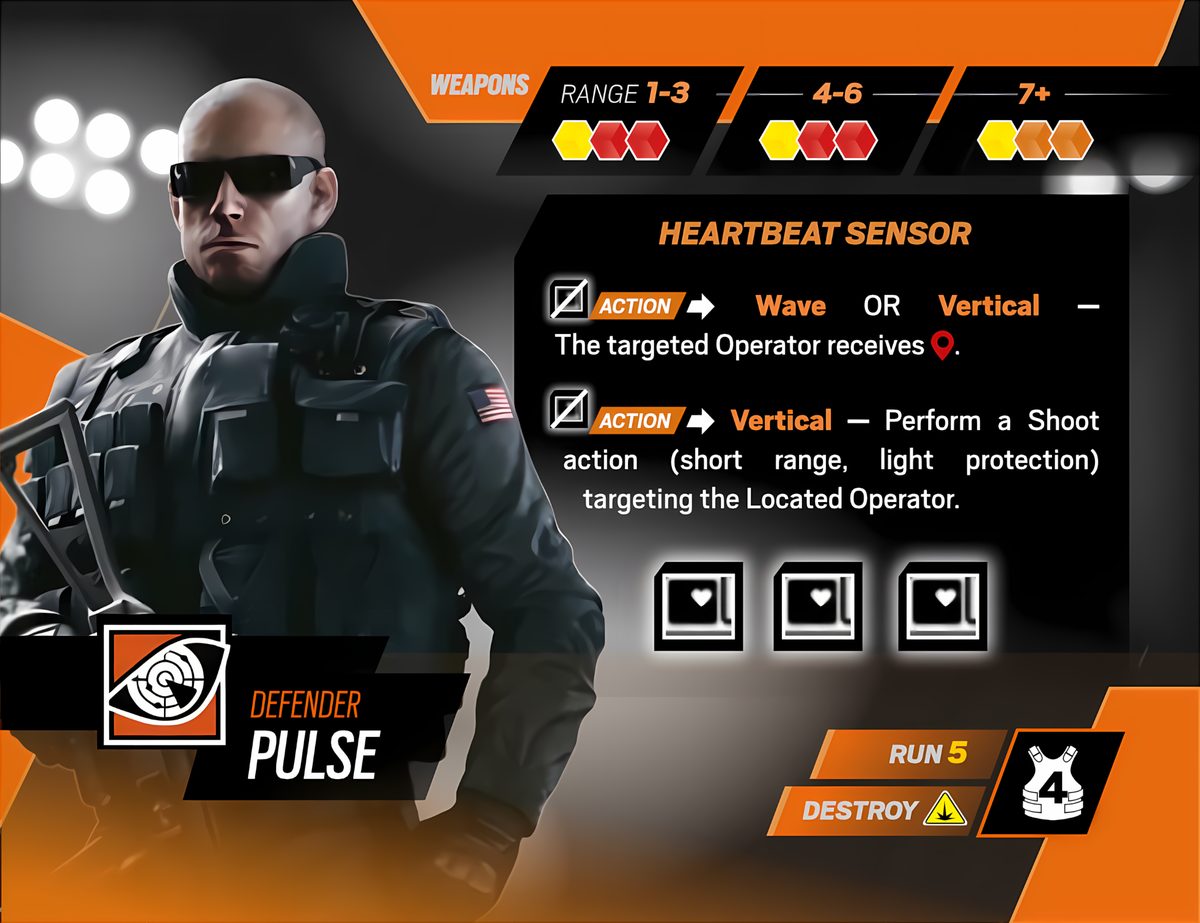 WEAPONS
RANGE 1-3
4-6
7+
HEARTBEAT SENSOR
ACTION Wave OR Vertical —
The targeted Operator receives .
ACTION Vertical — Perform a Shoot
action (short range, light protection)
targeting the Located Operator.
DEFENDER
PULSE
RUN 5
DESTROY
4